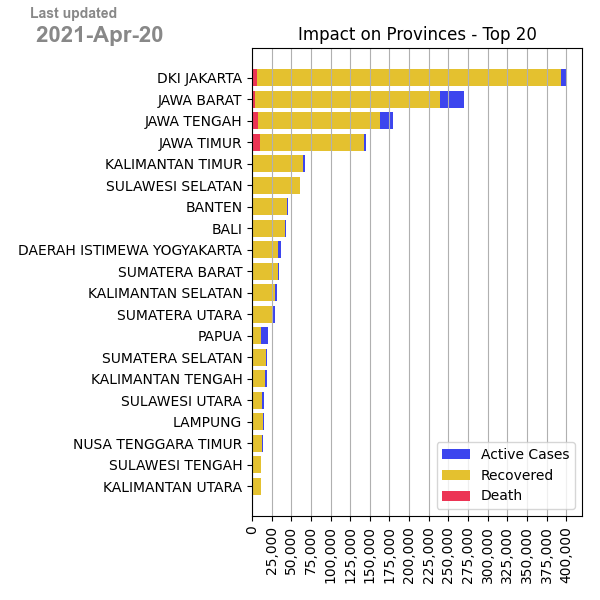 Last updated
2021-Apr-20
Impact on Provinces - Top 20
DKI JAKARTA
JAWA BARAT
JAWA TENGAH
JAWA TIMUR
KALIMANTAN TIMUR
SULAWESI SELATAN
BANTEN
BALI
DAERAH ISTIMEWA YOGYAKARTA
SUMATERA BARAT
KALIMANTAN SELATAN
SUMATERA UTARA
PAPUA
SUMATERA SELATAN
KALIMANTAN TENGAH
SULAWESI UTARA
LAMPUNG
NUSA TENGGARA TIMUR
SULAWESI TENGAH
KALIMANTAN UTARA
Active Cases
Recovered
Death
0
25,000
50,000
75,000
100,000
125,000
150,000
175,000
200,000
225,000
250,000
275,000
300,000
325,000
350,000
375,000
400,000